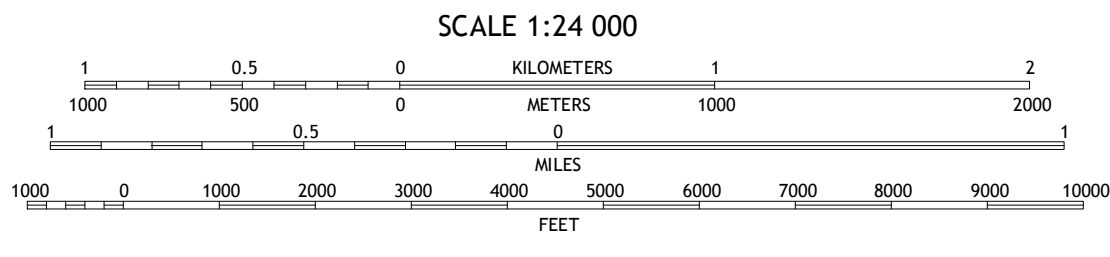 SCALE 1:24 000
1 0.5 0 KILOMETERS 1 2
1000 500 0 METERS 1000 2000
1 0.5 0 1
MILES
1000 0 1000 2000 3000 4000 5000 6000 7000 8000 9000 10000
FEET